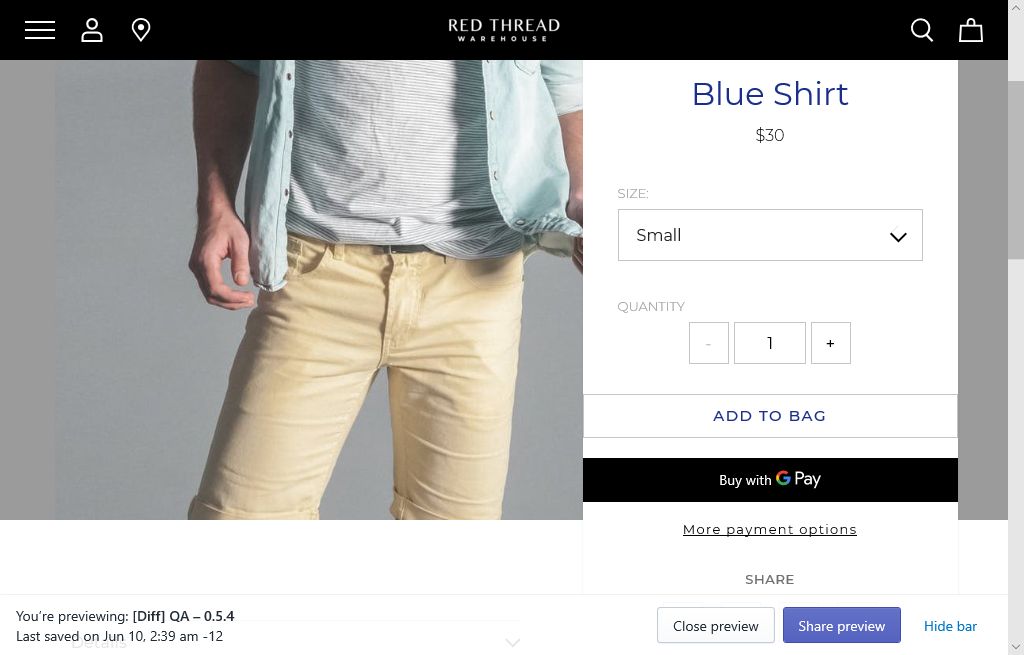 RED THREAD
WAREHOUSE
Blue Shirt
$30
SIZE:
Small
QUANTITY
- 1 +
ADD TO BAG
Buy with G Pay
More payment options
SHARE
You're previewing: [Diff] QA – 0.5.4
Last saved on Jun 10, 2:39 am -12
Details
Close preview
Share preview
Hide bar